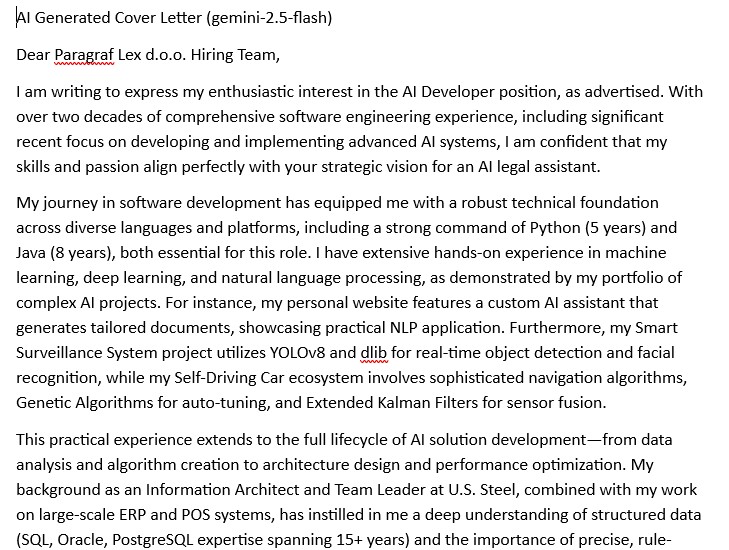 AI Generated Cover Letter (gemini-2.5-flash)
Dear Paragraf Lex d.o.o. Hiring Team,
I am writing to express my enthusiastic interest in the AI Developer position, as advertised. With
over two decades of comprehensive software engineering experience, including significant
recent focus on developing and implementing advanced AI systems, I am confident that my
skills and passion align perfectly with your strategic vision for an AI legal assistant.
My journey in software development has equipped me with a robust technical foundation
across diverse languages and platforms, including a strong command of Python (5 years) and
Java (8 years), both essential for this role. I have extensive hands-on experience in machine
learning, deep learning, and natural language processing, as demonstrated by my portfolio of
complex AI projects. For instance, my personal website features a custom AI assistant that
generates tailored documents, showcasing practical NLP application. Furthermore, my Smart
Surveillance System project utilizes YOLOv8 and dlib for real-time object detection and facial
recognition, while my Self-Driving Car ecosystem involves sophisticated navigation algorithms,
Genetic Algorithms for auto-tuning, and Extended Kalman Filters for sensor fusion.
This practical experience extends to the full lifecycle of AI solution development—from data
analysis and algorithm creation to architecture design and performance optimization. My
background as an Information Architect and Team Leader at U.S. Steel, combined with my work
on large-scale ERP and POS systems, has instilled in me a deep understanding of structured data
(SQL, Oracle, PostgreSQL expertise spanning 15+ years) and the importance of precise, rule-